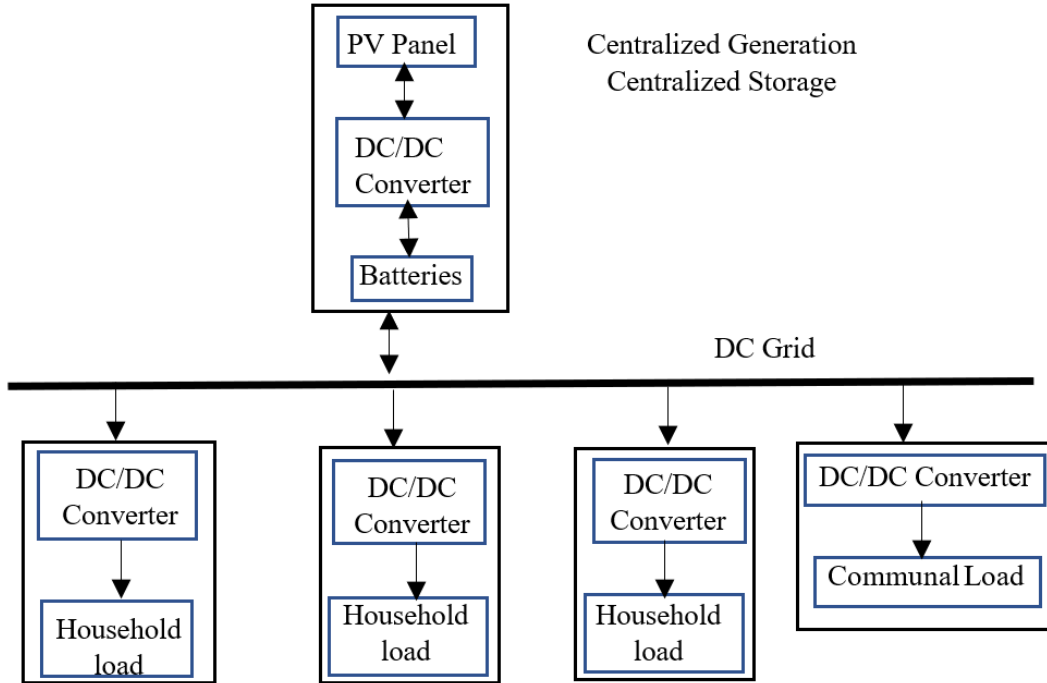 PV Panel
Centralized Generation
Centralized Storage
DC/DC
Converter
Batteries
DC Grid
DC/DC
Converter
Household
load
DC/DC
Converter
Household
load
DC/DC
Converter
Household
load
DC/DC Converter
Communal Load